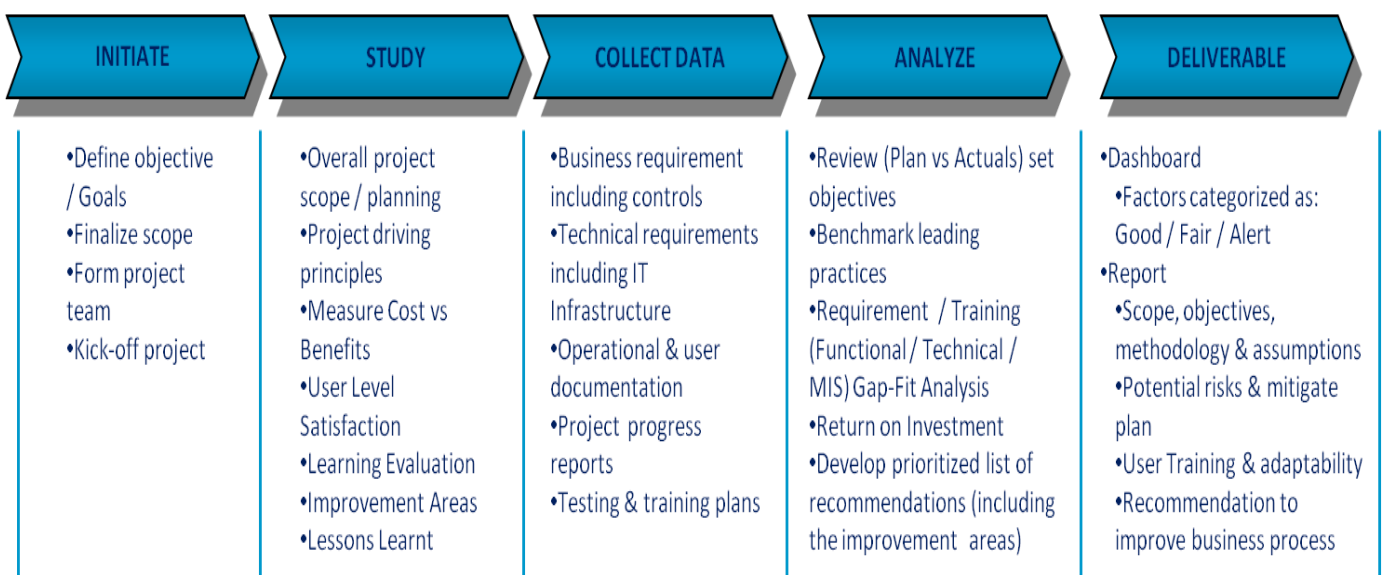 INITIATE
STUDY
COLLECT DATA
ANALYZE
DELIVERABLE
•Define objective
/ Goals
•Finalize scope
•Form project
team
•Kick-off project
•Overall project
scope / planning
•Project driving
principles
•Measure Cost vs
Benefits
•User Level
Satisfaction
•Learning Evaluation
•Improvement Areas
•Lessons Learnt
•Business requirement
including controls
•Technical requirements
including IT
Infrastructure
•Operational & user
documentation
•Project progress
reports
•Testing & training plans
•Review (Plan vs Actuals) set
objectives
•Benchmark leading
practices
•Requirement / Training
(Functional / Technical /
MIS) Gap-Fit Analysis
•Return on Investment
•Develop prioritized list of
recommendations (including
the improvement areas)
•Dashboard
•Factors categorized as:
Good / Fair / Alert
•Report
•Scope, objectives,
methodology & assumptions
•Potential risks & mitigate
plan
•User Training & adaptability
•Recommendation to
improve business process